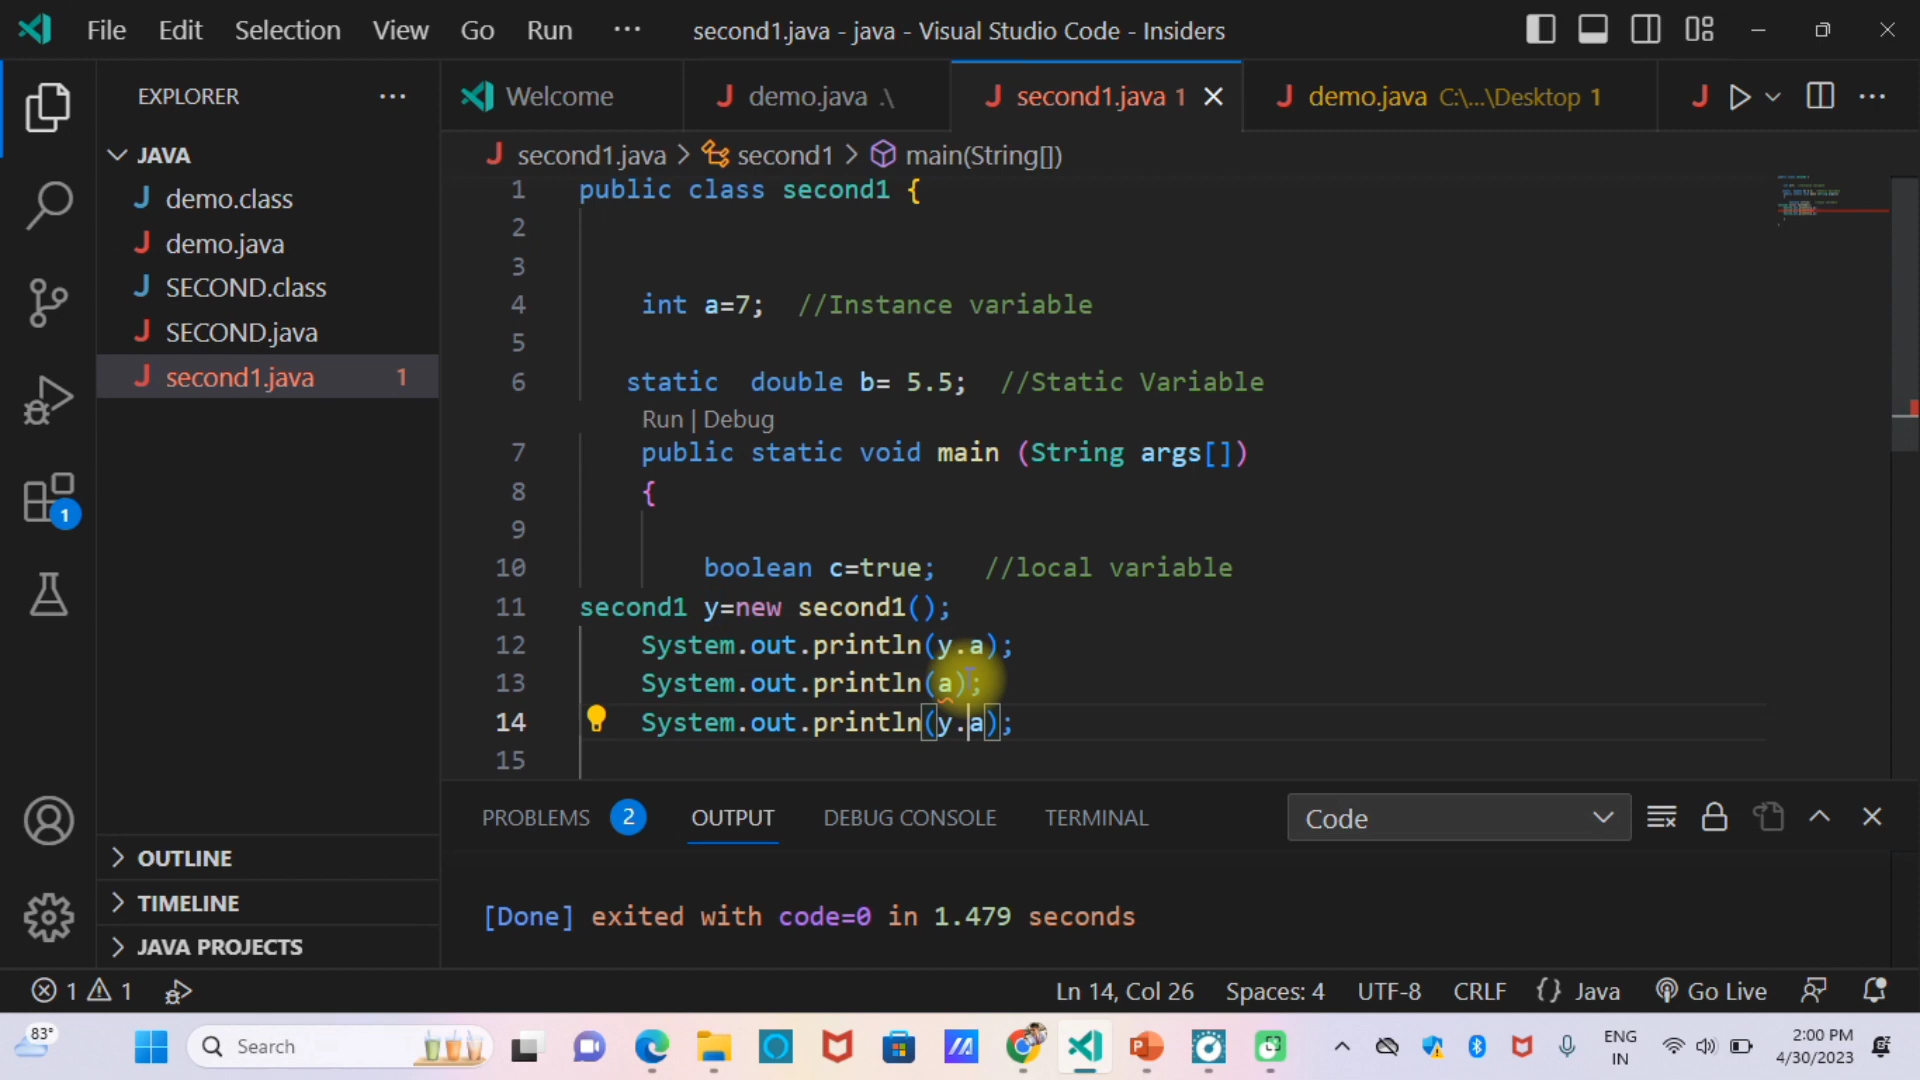 File Edit Selection View Go Run ··· second1.java - java - Visual Studio Code - Insiders
EXPLORER ···
Welcome
demo.java .\
second1.java 1
demo.java C:\...\Desktop 1
JAVA
demo.class
demo.java
SECOND.class
SECOND.java
second1.java 1
second1.java > second1 > main(String[])
1 public class second1 {
2
3
4 int a=7; //Instance variable
5
6 static double b= 5.5; //Static Variable
Run | Debug
7 public static void main (String args[])
8 {
9
10 boolean c=true; //local variable
11 second1 y=new second1();
12 System.out.println(y.a);
13 System.out.println(a);
14 System.out.println(y.a);
15
1
OUTLINE
TIMELINE
JAVA PROJECTS
PROBLEMS 2 OUTPUT DEBUG CONSOLE TERMINAL Code
[Done] exited with code=0 in 1.479 seconds
1 1 Ln 14, Col 26 Spaces: 4 UTF-8 CRLF {} Java Go Live
83° Search ENG IN 2:00 PM 4/30/2023